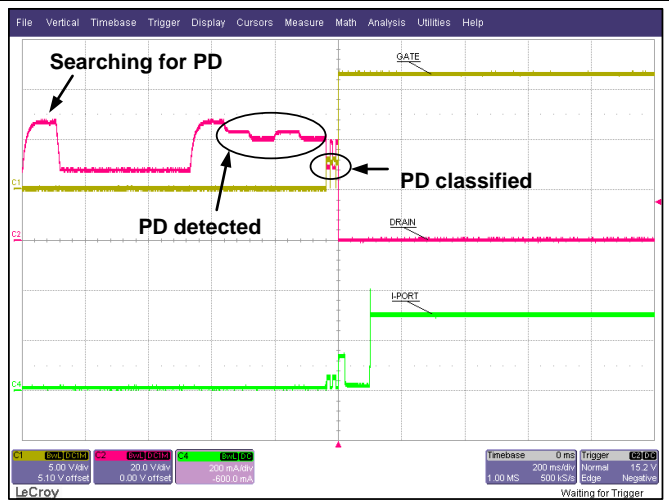 File Vertical Timebase Trigger Display Cursors Measure Math Analysis Utilities Help
Searching for PD
GATE
C1
PD classified
PD detected
DRAIN
C2
I-PORT
C4
C1 BwL DC1M
5.00 V/div
5.10 V offset
C2 BwL DC1M
20.0 V/div
0.00 V offset
C4 BwL DC
200 mA/div
-600.0 mA
Timebase 0 ms
200 ms/div
1.00 MS 500 kS/s
Trigger C2 DC
Normal 15.2 V
Edge Negative
LeCroy
Waiting for Trigger